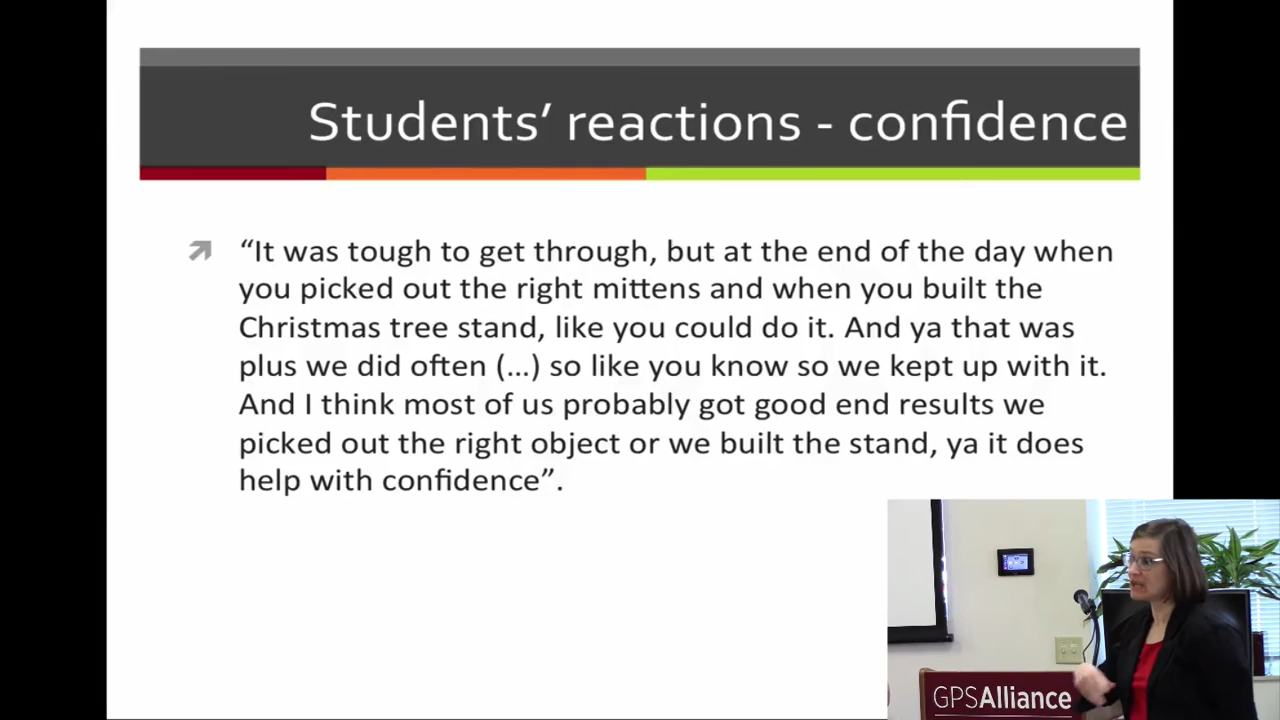 Students’ reactions - confidence
“It was tough to get through, but at the end of the day when
you picked out the right mittens and when you built the
Christmas tree stand, like you could do it. And ya that was
plus we did often (...) so like you know so we kept up with it.
And I think most of us probably got good end results we
picked out the right object or we built the stand, ya it does
help with confidence”.
GPSAlliance